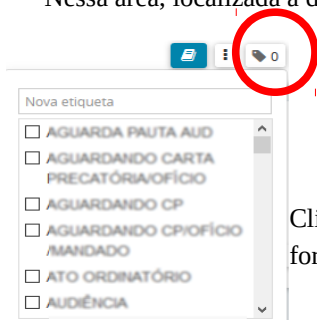 Nessa área, localizada à d
0
Nova etiqueta
AGUARDA PAUTA AUD
AGUARDANDO CARTA
PRECATÓRIA/OFÍCIO
AGUARDANDO CP
AGUARDANDO CP/OFÍCIO
/MANDADO
ATO ORDINATÓRIO
AUDIÊNCIA
Cli
for